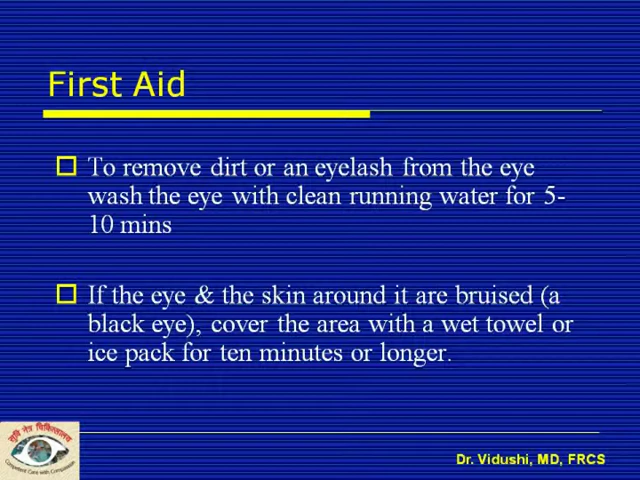 First Aid
To remove dirt or an eyelash from the eye
wash the eye with clean running water for 5-
10 mins
If the eye & the skin around it are bruised (a
black eye), cover the area with a wet towel or
ice pack for ten minutes or longer.
नेत्र चिकित्सालय
Competent Care with Compassion
Dr. Vidushi, MD, FRCS